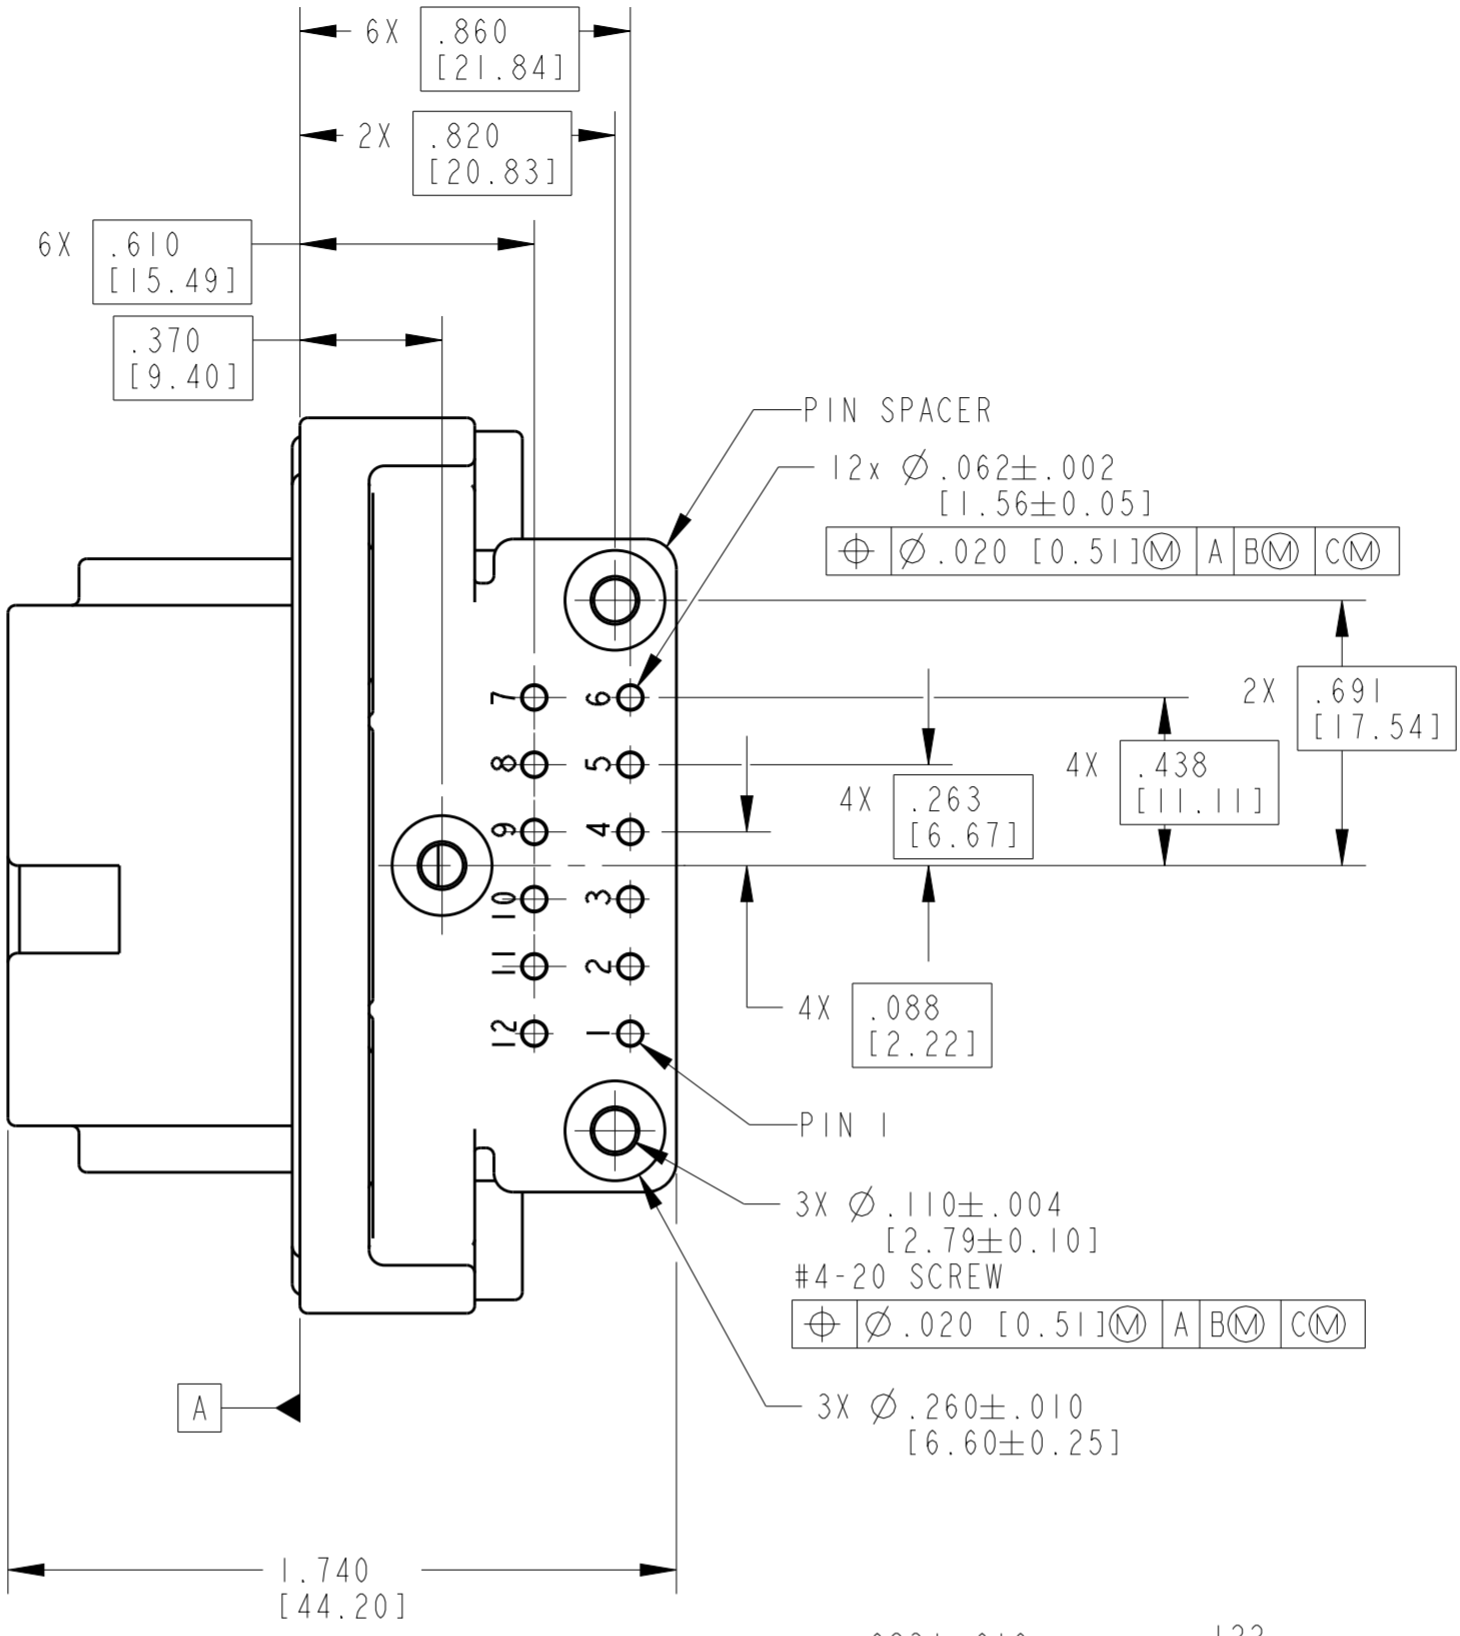 6X .860
[21.84]
2X .820
[20.83]
6X .610
[15.49]
.370
[9.40]
PIN SPACER
12x Ø .062±.002
[1.56±0.05]
⌖ Ø .020 [0.51]Ⓜ A BⓂ CⓂ
2X .691
[17.54]
4X .438
[11.11]
4X .263
[6.67]
4X .088
[2.22]
7 6
8 5
9 4
10 3
11 2
12 1
PIN 1
3X Ø .110±.004
[2.79±0.10]
#4-20 SCREW
⌖ Ø .020 [0.51]Ⓜ A BⓂ CⓂ
3X Ø .260±.010
[6.60±0.25]
A
1.740
[44.20]